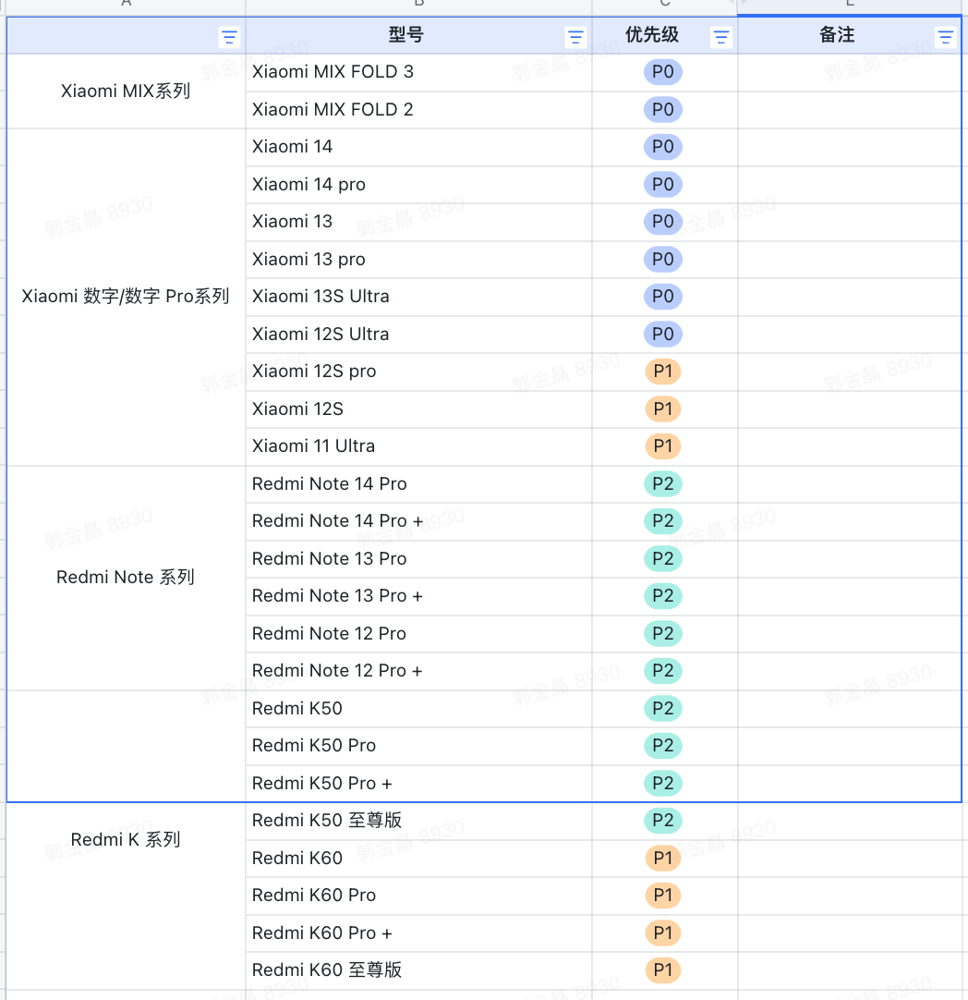 A B C E
型号 优先级 备注
Xiaomi MIX系列
Xiaomi MIX FOLD 3 P0
Xiaomi MIX FOLD 2 P0
Xiaomi 数字/数字 Pro系列
Xiaomi 14 P0
Xiaomi 14 pro P0
Xiaomi 13 P0
Xiaomi 13 pro P0
Xiaomi 13S Ultra P0
Xiaomi 12S Ultra P0
Xiaomi 12S pro P1
Xiaomi 12S P1
Xiaomi 11 Ultra P1
Redmi Note 系列
Redmi Note 14 Pro P2
Redmi Note 14 Pro + P2
Redmi Note 13 Pro P2
Redmi Note 13 Pro + P2
Redmi Note 12 Pro P2
Redmi Note 12 Pro + P2
Redmi K 系列
Redmi K50 P2
Redmi K50 Pro P2
Redmi K50 Pro + P2
Redmi K50 至尊版 P2
Redmi K60 P1
Redmi K60 Pro P1
Redmi K60 Pro + P1
Redmi K60 至尊版 P1
郭金晶 8930